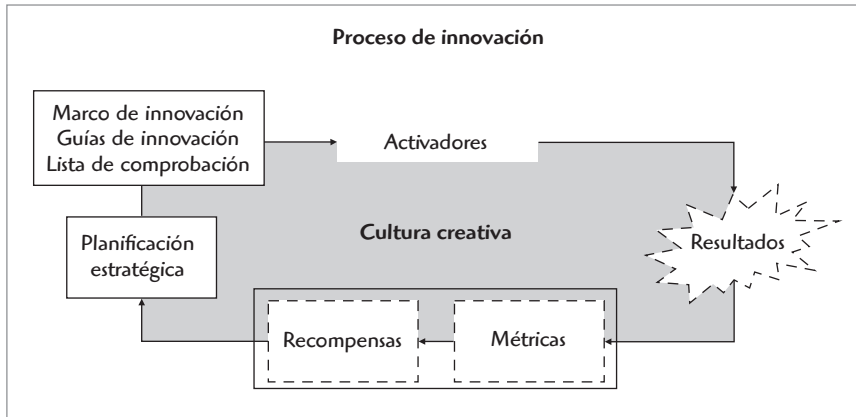 Proceso de innovación
Marco de innovación
Guías de innovación
Lista de comprobación
Activadores
Planificación
estratégica
Cultura creativa
Resultados
Recompensas
Métricas